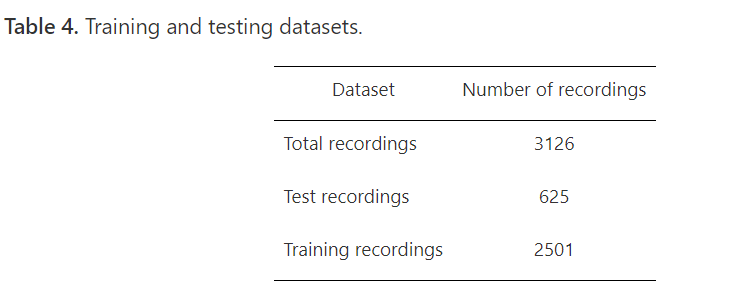 Table 4. Training and testing datasets.
Dataset Number of recordings
Total recordings 3126
Test recordings 625
Training recordings 2501